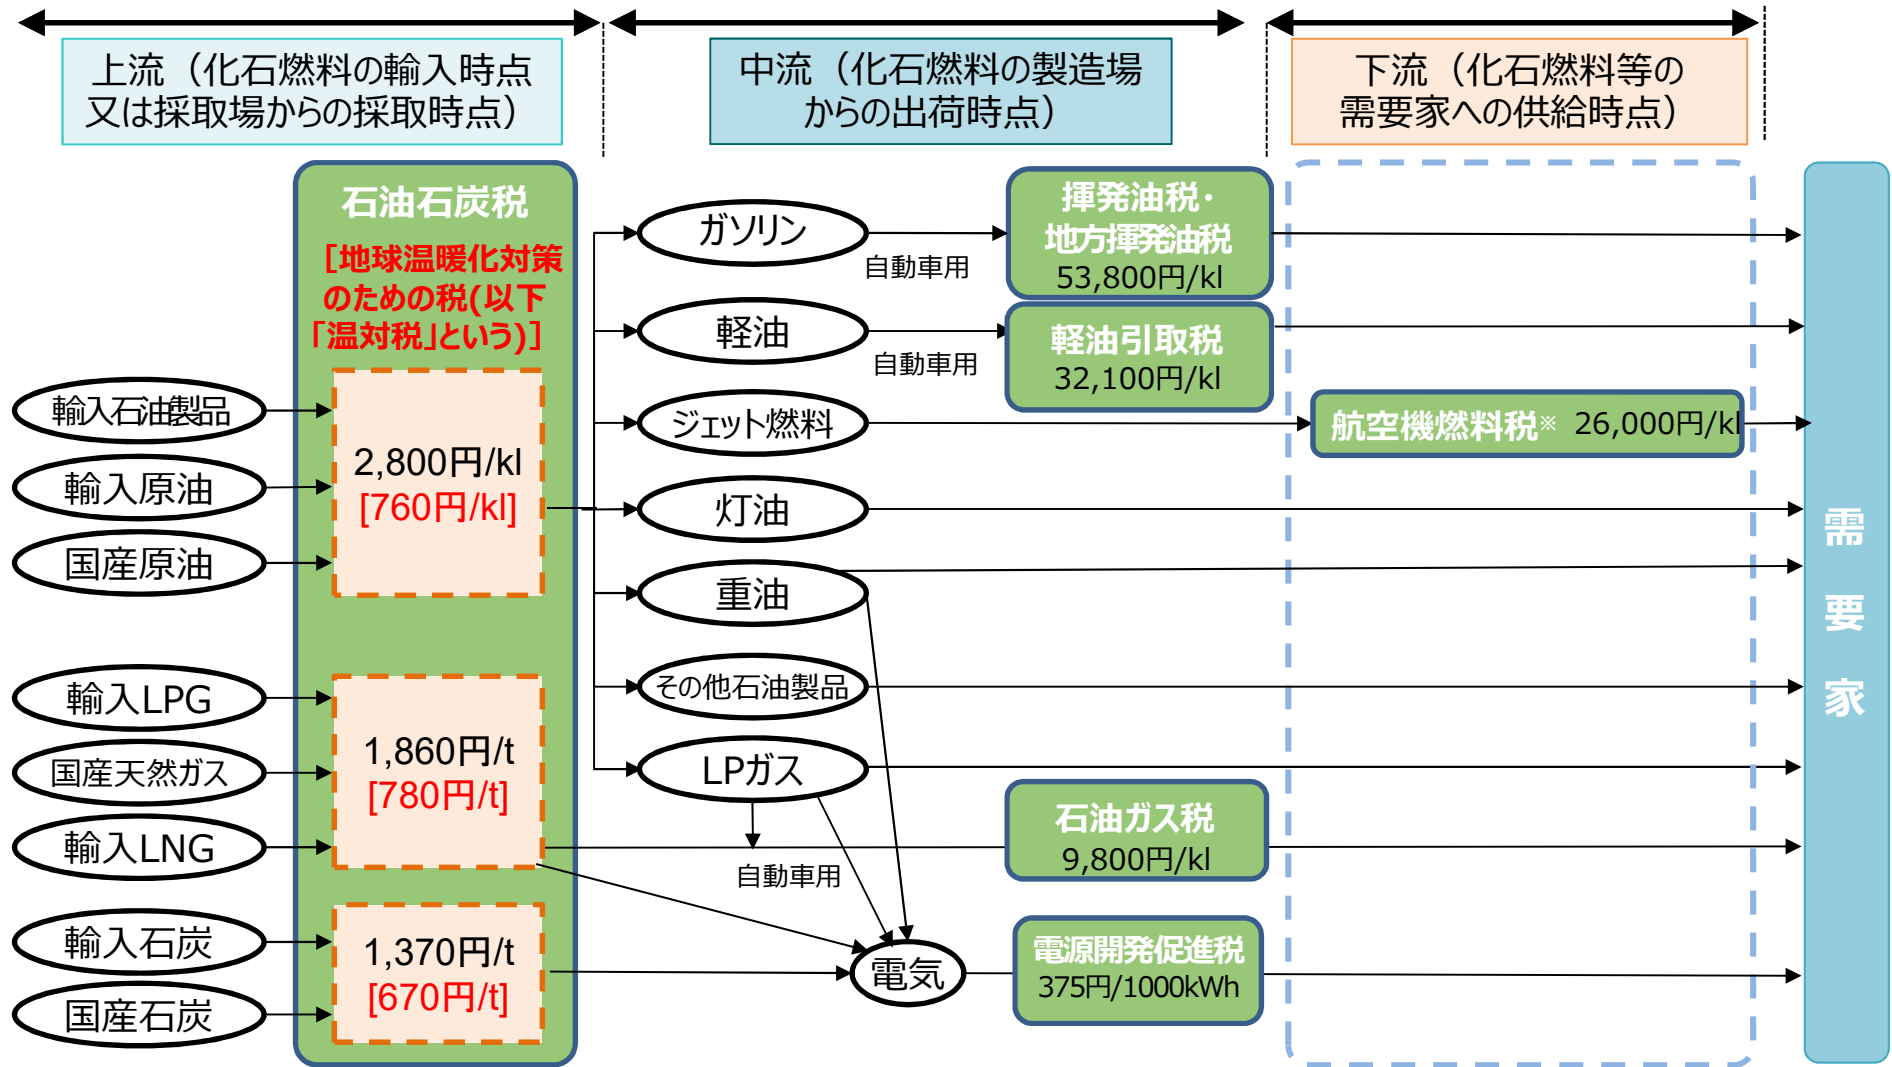 上流（化石燃料の輸入時点
又は採取場からの採取時点）
中流（化石燃料の製造場
からの出荷時点）
下流（化石燃料等の
需要家への供給時点）
石油石炭税
［地球温暖化対策
のための税(以下
「温対税」という)］
輸入石油製品
輸入原油
国産原油
2,800円/kl
[760円/kl]
輸入LPG
国産天然ガス
輸入LNG
1,860円/t
[780円/t]
輸入石炭
国産石炭
1,370円/t
[670円/t]
ガソリン
自動車用
軽油
自動車用
ジェット燃料
灯油
重油
その他石油製品
LPガス
自動車用
電気
揮発油税・
地方揮発油税
53,800円/kl
軽油引取税
32,100円/kl
航空機燃料税※ 26,000円/kl
石油ガス税
9,800円/kl
電源開発促進税
375円/1000kWh
需
要
家